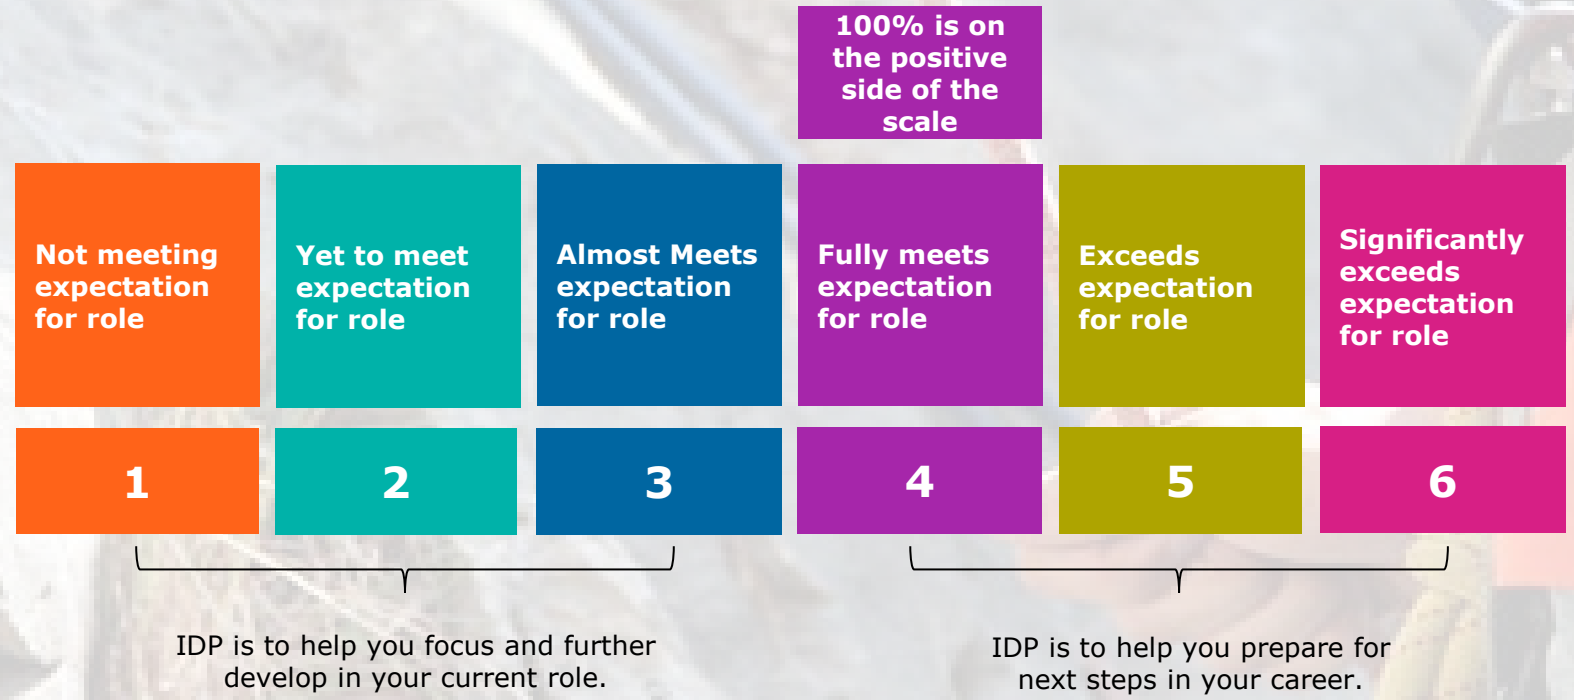 100% is on
the positive
side of the
scale
Not meeting
expectation
for role
Yet to meet
expectation
for role
Almost Meets
expectation
for role
Fully meets
expectation
for role
Exceeds
expectation
for role
Significantly
exceeds
expectation
for role
1
2
3
4
5
6
IDP is to help you focus and further
develop in your current role.
IDP is to help you prepare for
next steps in your career.